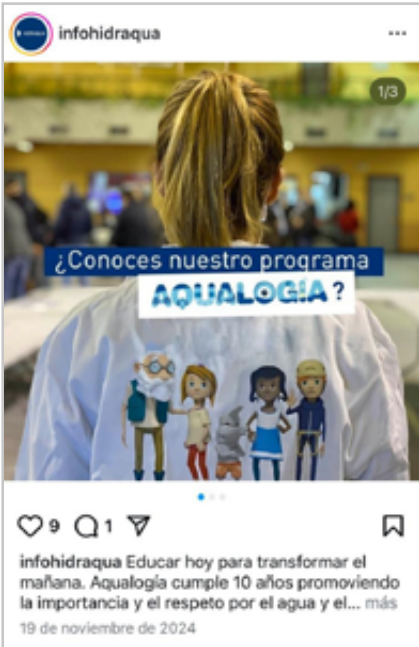 infohidraqua
1/3
¿Conoces nuestro programa
AQUALOGÍA?
9 1
infohidraqua Educar hoy para transformar el
mañana. Aqualogía cumple 10 años promoviendo
la importancia y el respeto por el agua y el... más
19 de noviembre de 2024